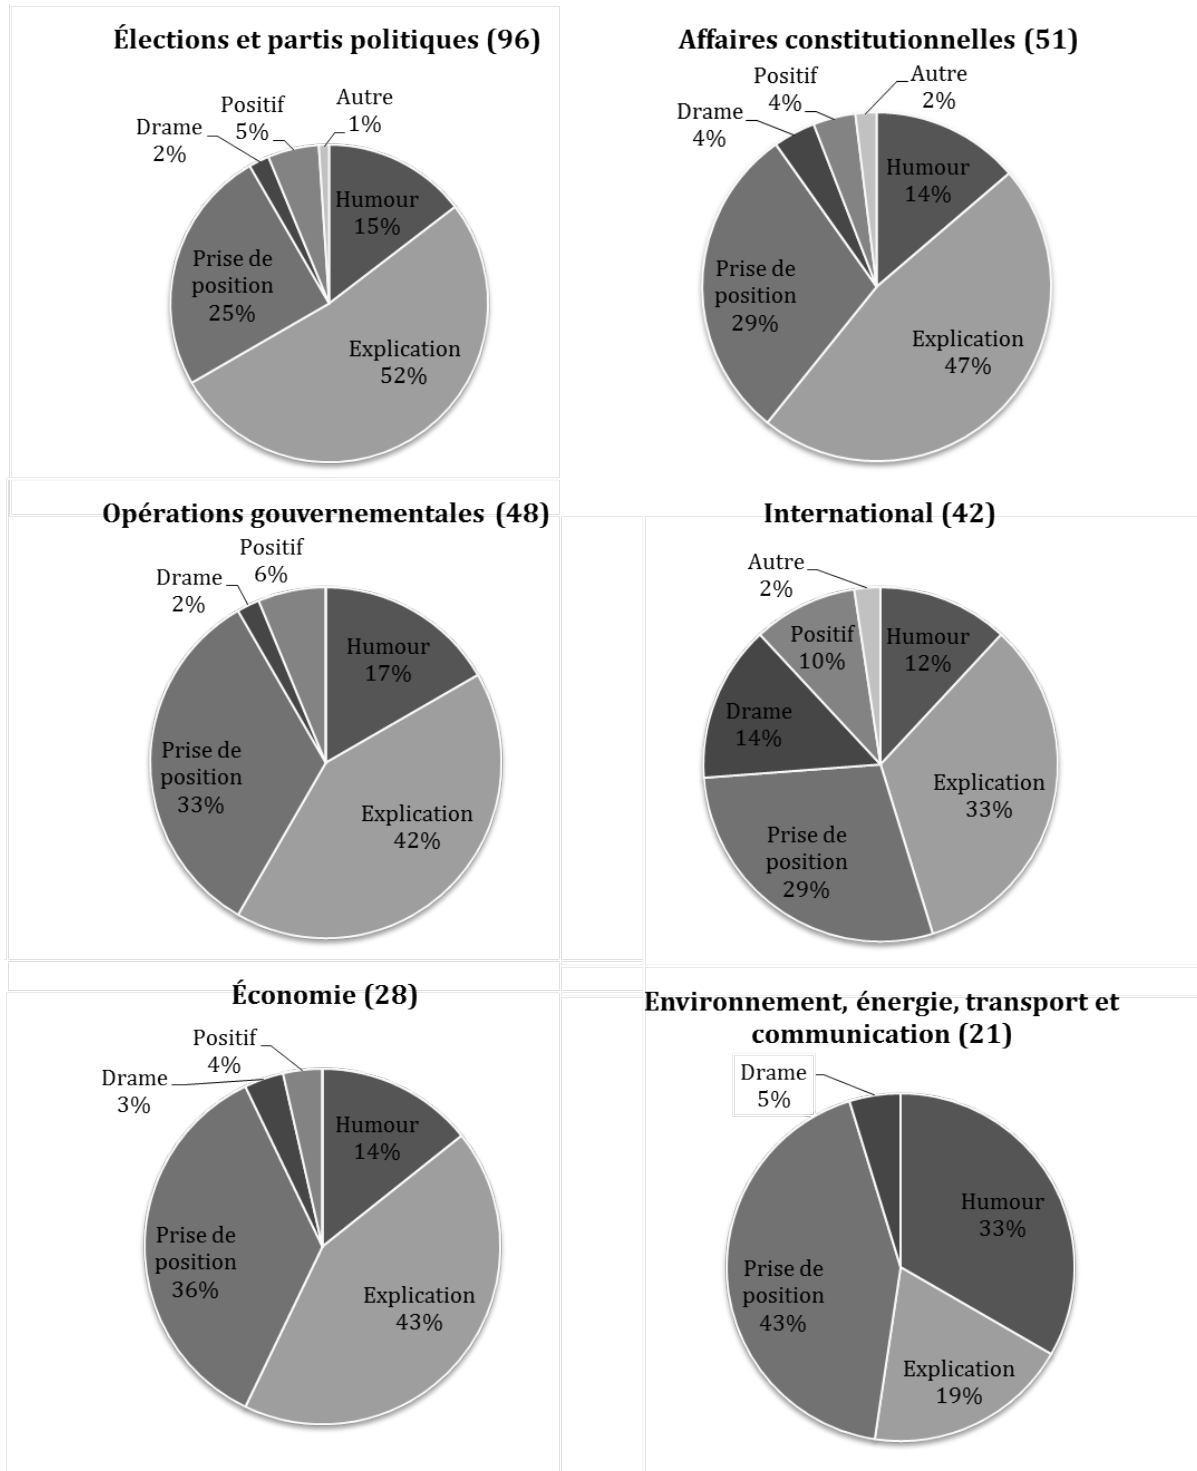 Élections et partis politiques (96)
Autre
1%
Positif
5%
Drame
2%
Humour
15%
Prise de
position
25%
Explication
52%
Affaires constitutionnelles (51)
Autre
2%
Positif
4%
Drame
4%
Humour
14%
Prise de
position
29%
Explication
47%
Opérations gouvernementales (48)
Positif
6%
Drame
2%
Humour
17%
Prise de
position
33%
Explication
42%
International (42)
Autre
2%
Positif
10%
Humour
12%
Drame
14%
Explication
33%
Prise de
position
29%
Économie (28)
Positif
4%
Drame
3%
Humour
14%
Prise de
position
36%
Explication
43%
Environnement, énergie, transport et
communication (21)
Drame
5%
Humour
33%
Prise de
position
43%
Explication
19%